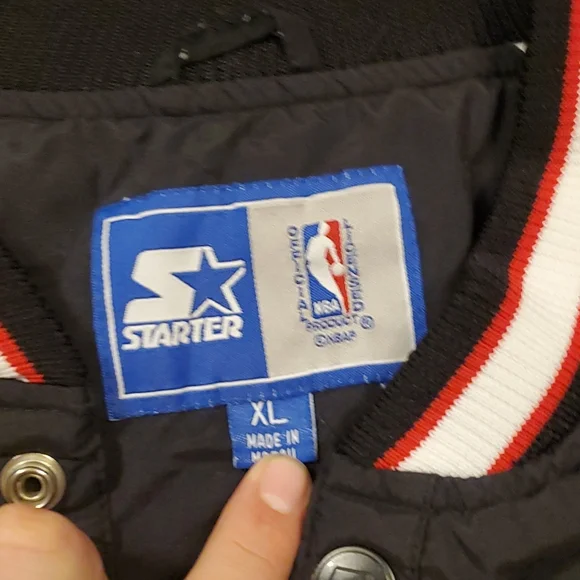 STARTER
OFFICIAL LICENSED
NBA
PRODUCT ®
©NBAP
XL
MADE IN